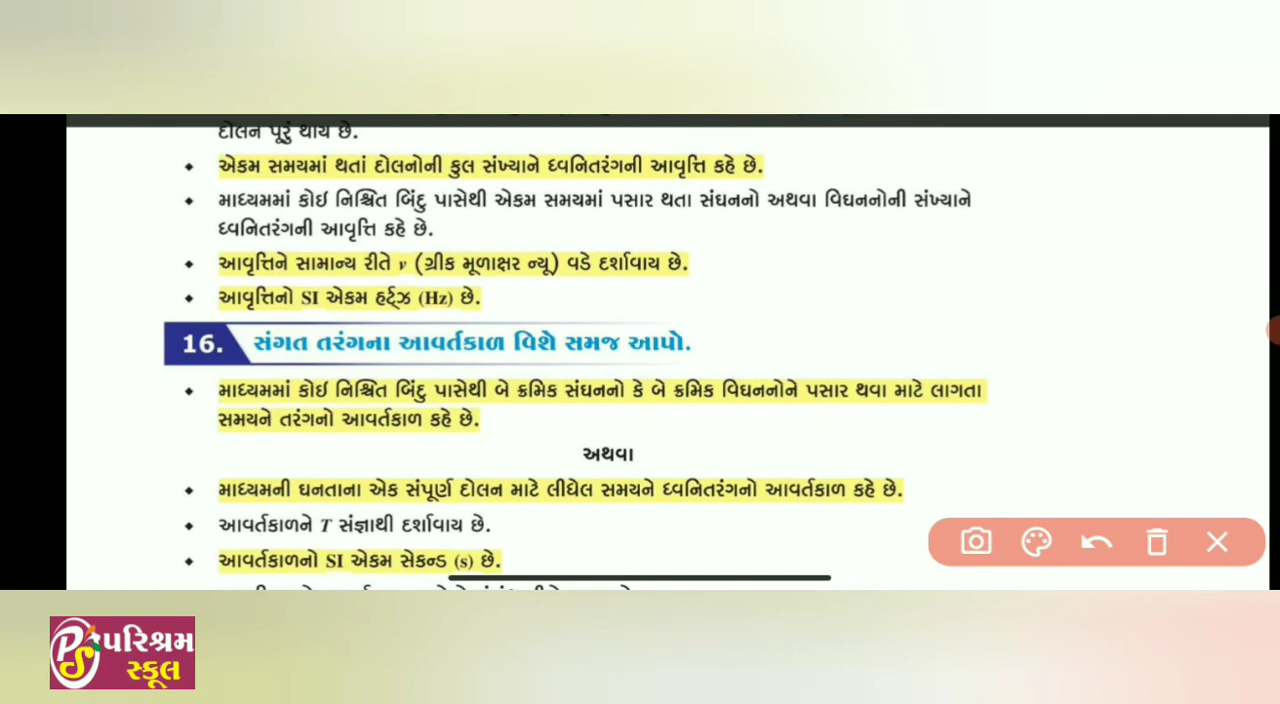 દોલન પૂરું થાય છે.
◆ એકમ સમયમાં થતાં દોલનોની કુલ સંખ્યાને ધ્વનિતરંગની આવૃત્તિ કહે છે.
◆ માધ્યમમાં કોઈ નિશ્ચિત બિંદુ પાસેથી એકમ સમયમાં પસાર થતા સંઘનનો અથવા વિઘનનોની સંખ્યાને
ધ્વનિતરંગની આવૃત્તિ કહે છે.
◆ આવૃત્તિને સામાન્ય રીતે ν (ગ્રીક મૂળાક્ષર ન્યૂ) વડે દર્શાવાય છે.
◆ આવૃત્તિનો SI એકમ હર્ટ્ઝ (Hz) છે.
16. સંગત તરંગના આવર્તકાળ વિશે સમજ આપો.
◆ માધ્યમમાં કોઈ નિશ્ચિત બિંદુ પાસેથી બે ક્રમિક સંઘનનો કે બે ક્રમિક વિઘનનોને પસાર થવા માટે લાગતા
સમયને તરંગનો આવર્તકાળ કહે છે.
અથવા
◆ માધ્યમની ઘનતાના એક સંપૂર્ણ દોલન માટે લીધેલ સમયને ધ્વનિતરંગનો આવર્તકાળ કહે છે.
◆ આવર્તકાળને T સંજ્ઞાથી દર્શાવાય છે.
◆ આવર્તકાળનો SI એકમ સેકન્ડ (s) છે.
PS પરિશ્રમ
સ્કૂલ